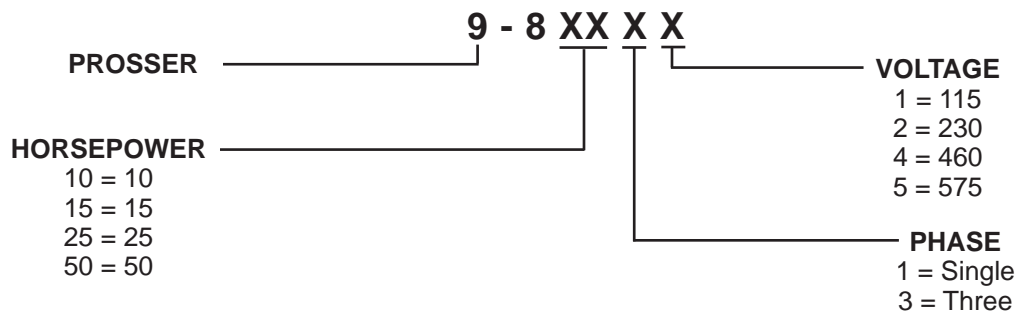 9 - 8 XX X X
PROSSER
HORSEPOWER
10 = 10
15 = 15
25 = 25
50 = 50
VOLTAGE
1 = 115
2 = 230
4 = 460
5 = 575
PHASE
1 = Single
3 = Three